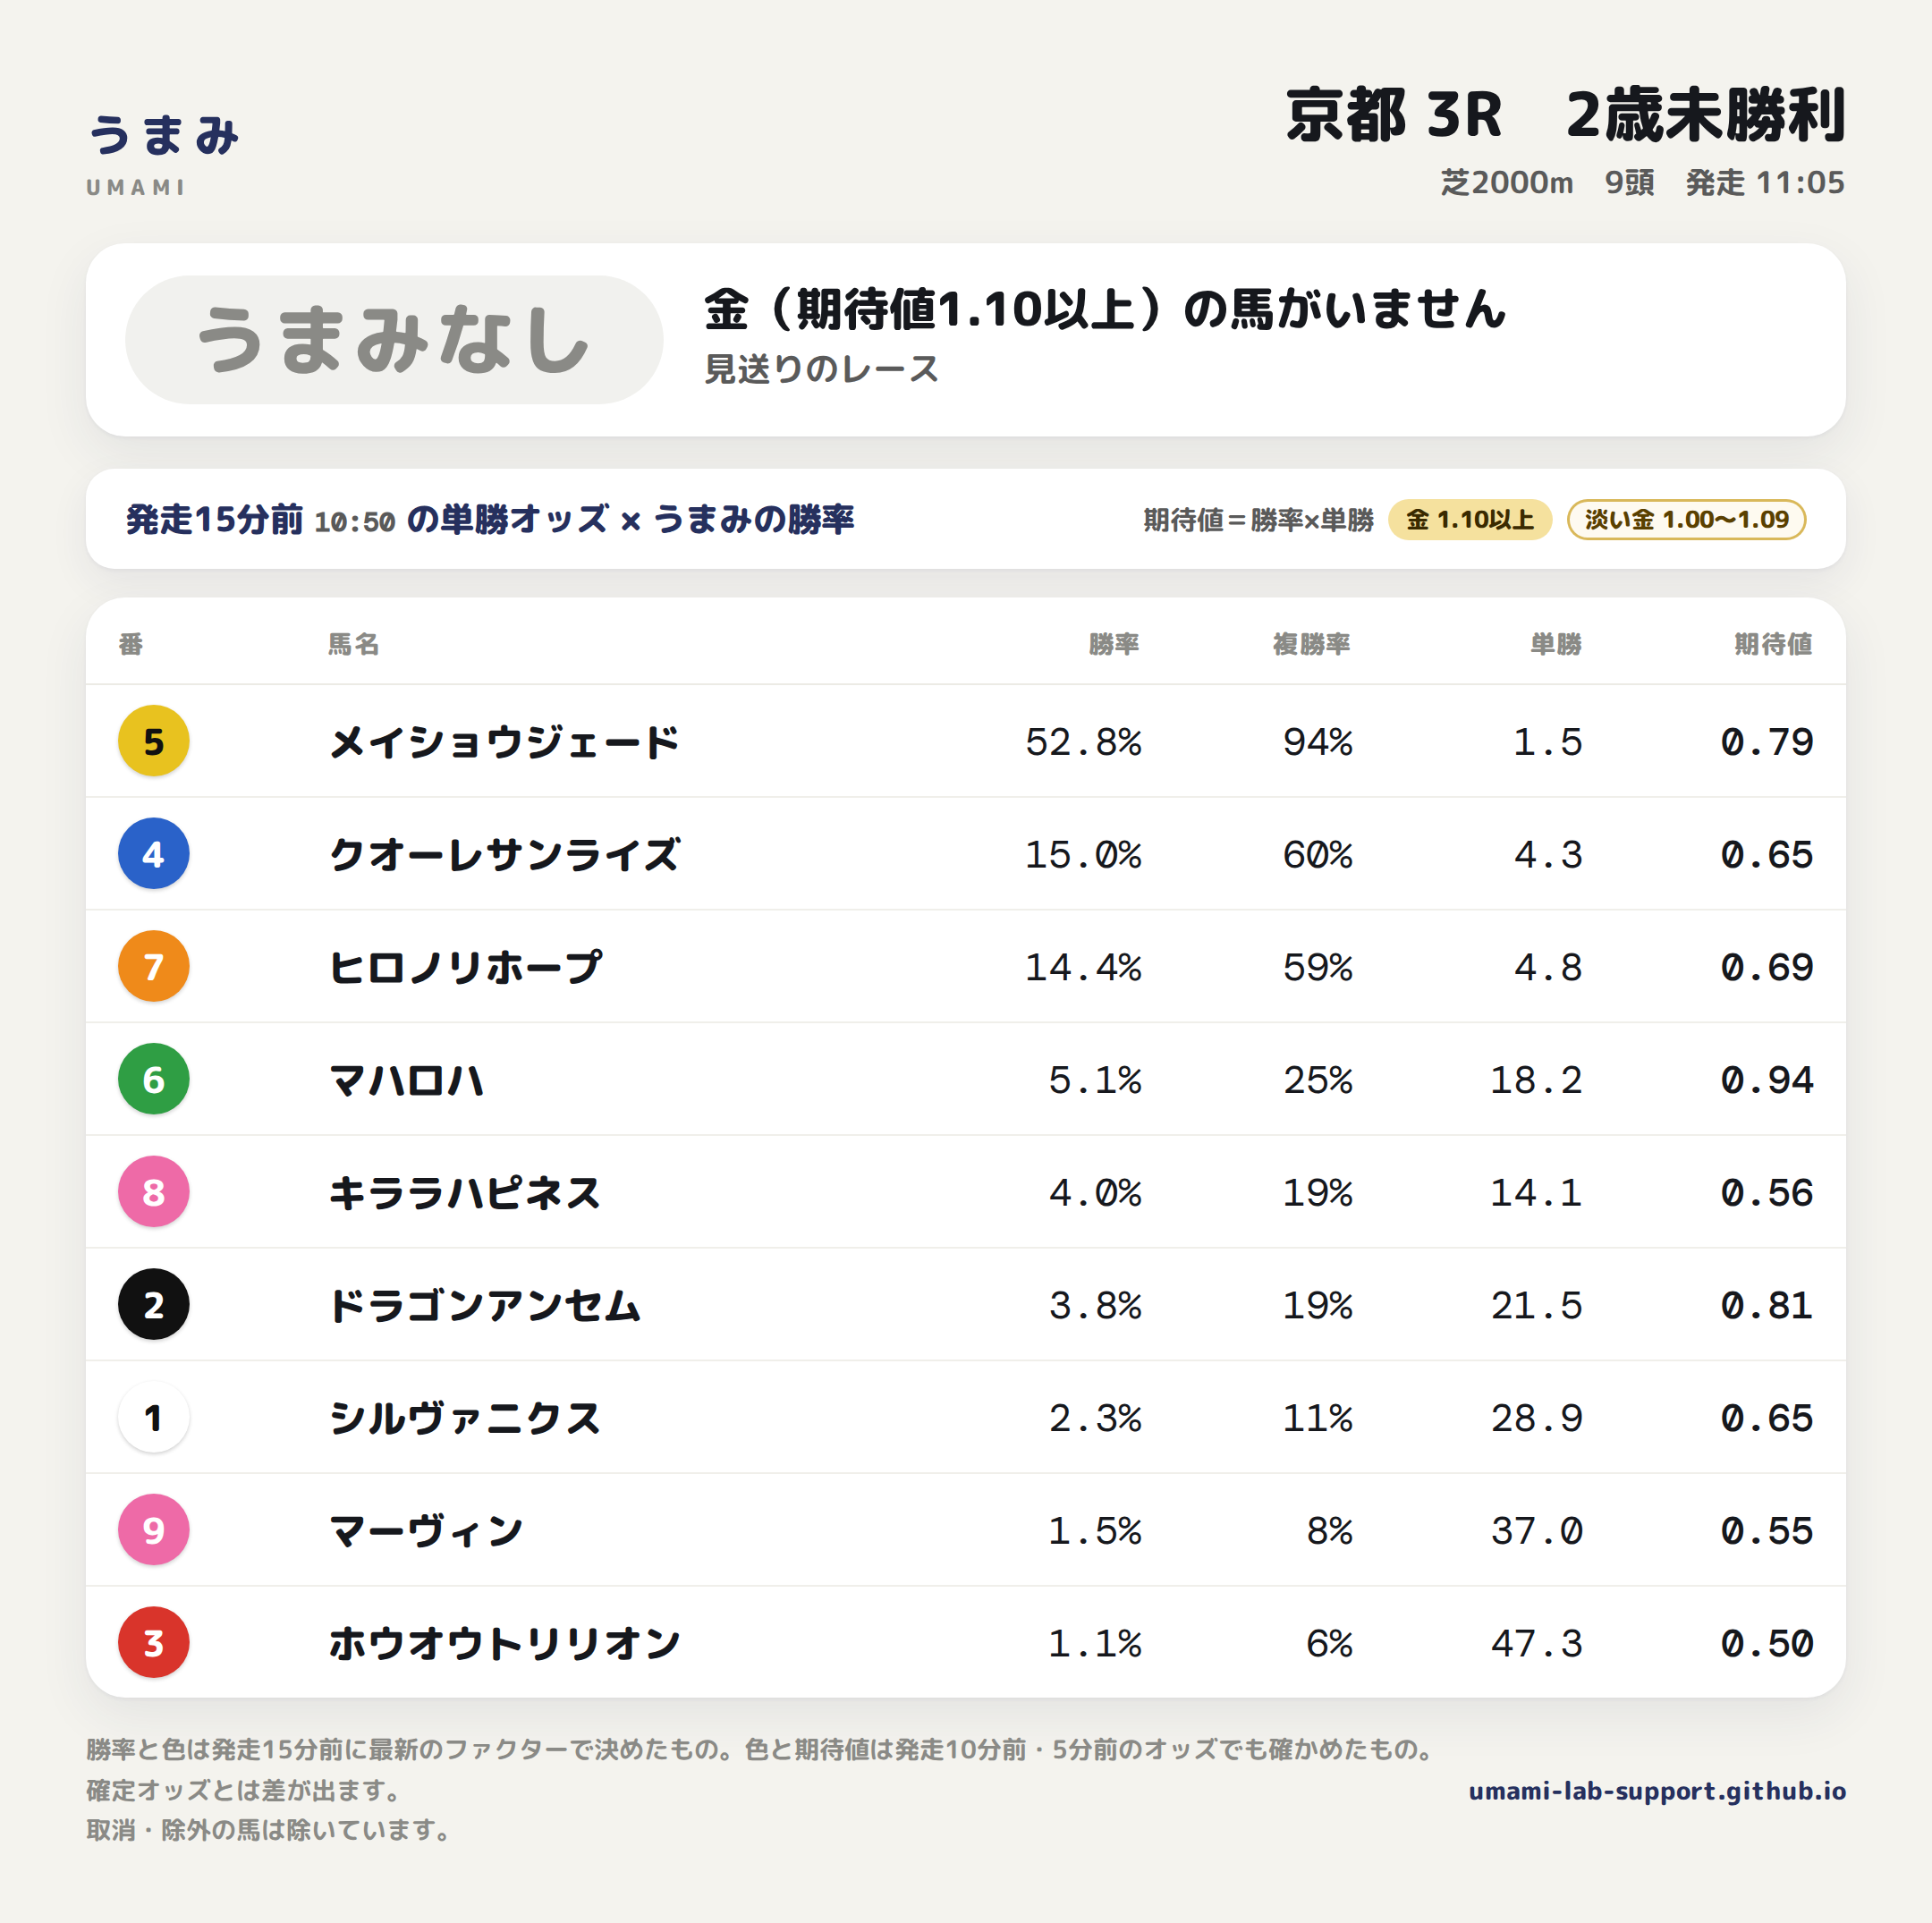 うまみ
UMAMI
京都 3R　2歳未勝利
芝2000m　9頭　発走 11:05
うまみなし
金（期待値1.10以上）の馬がいません
見送りのレース
発走15分前 10:50 の単勝オッズ × うまみの勝率
期待値＝勝率×単勝 金 1.10以上 淡い金 1.00〜1.09
番 馬名 勝率 複勝率 単勝 期待値
5 メイショウジェード 52.8% 94% 1.5 0.79
4 クオーレサンライズ 15.0% 60% 4.3 0.65
7 ヒロノリホープ 14.4% 59% 4.8 0.69
6 マハロハ 5.1% 25% 18.2 0.94
8 キララハピネス 4.0% 19% 14.1 0.56
2 ドラゴンアンセム 3.8% 19% 21.5 0.81
1 シルヴァニクス 2.3% 11% 28.9 0.65
9 マーヴィン 1.5% 8% 37.0 0.55
3 ホウオウトリリオン 1.1% 6% 47.3 0.50
勝率と色は発走15分前に最新のファクターで決めたもの。色と期待値は発走10分前・5分前のオッズでも確かめたもの。
確定オッズとは差が出ます。
取消・除外の馬は除いています。
umami-lab-support.github.io